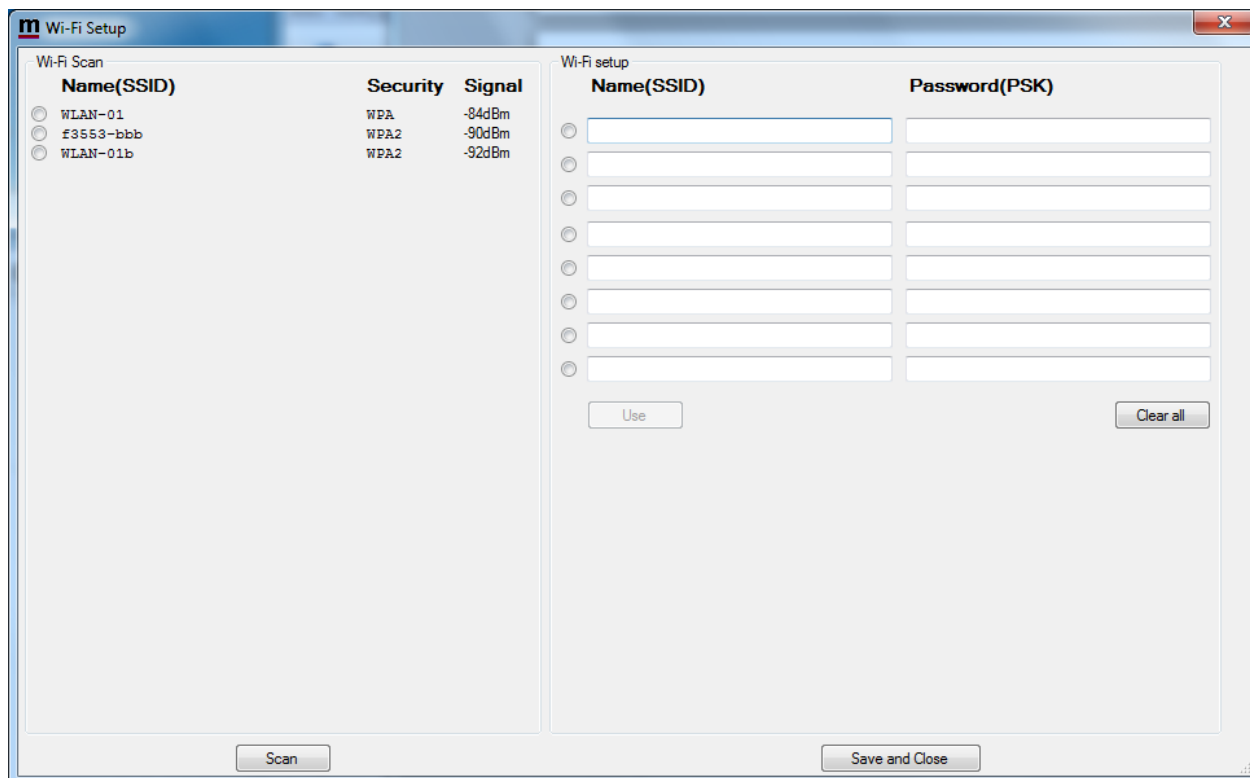 m Wi-Fi Setup
Wi-Fi Scan
Name(SSID) Security Signal
WLAN-01 WPA -84dBm
f3553-bbb WPA2 -90dBm
WLAN-01b WPA2 -92dBm
Scan
Wi-Fi setup
Name(SSID) Password(PSK)
Use Clear all
Save and Close